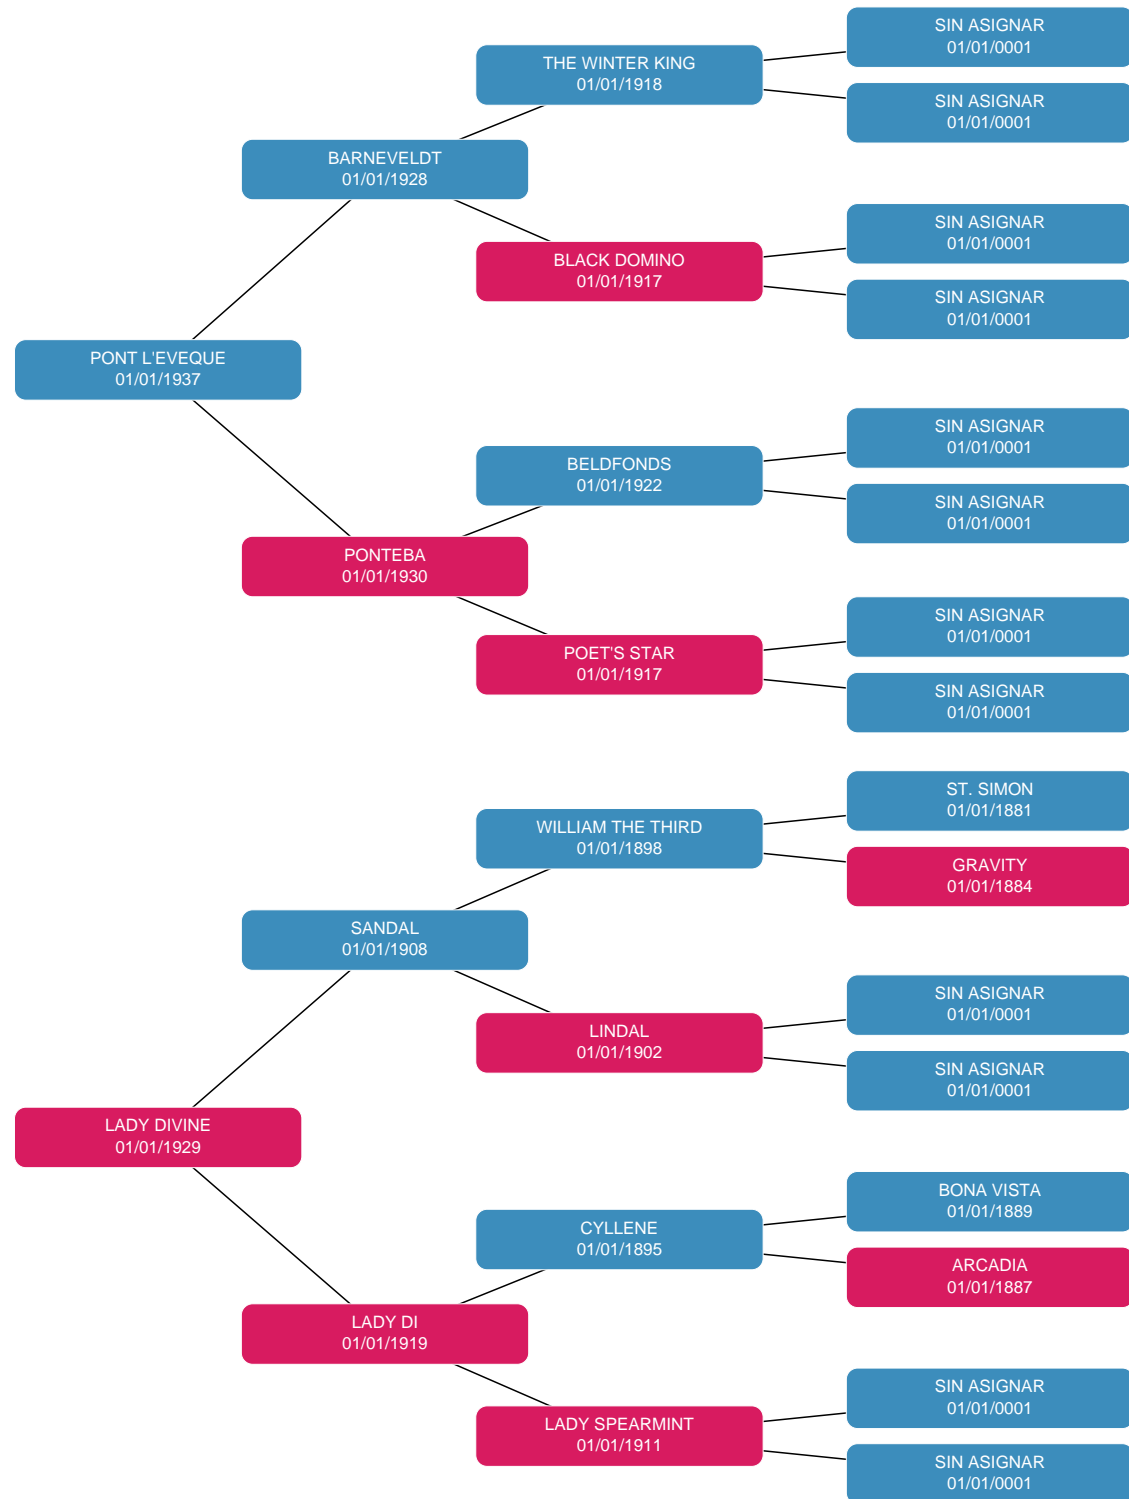 SIN ASIGNAR
01/01/0001
THE WINTER KING
01/01/1918
SIN ASIGNAR
01/01/0001
BARNEVELDT
01/01/1928
SIN ASIGNAR
01/01/0001
BLACK DOMINO
01/01/1917
SIN ASIGNAR
01/01/0001
PONT L'EVEQUE
01/01/1937
SIN ASIGNAR
01/01/0001
BELDFONDS
01/01/1922
SIN ASIGNAR
01/01/0001
PONTEBA
01/01/1930
SIN ASIGNAR
01/01/0001
POET'S STAR
01/01/1917
SIN ASIGNAR
01/01/0001
ST. SIMON
01/01/1881
WILLIAM THE THIRD
01/01/1898
GRAVITY
01/01/1884
SANDAL
01/01/1908
SIN ASIGNAR
01/01/0001
LINDAL
01/01/1902
SIN ASIGNAR
01/01/0001
LADY DIVINE
01/01/1929
BONA VISTA
01/01/1889
CYLLENE
01/01/1895
ARCADIA
01/01/1887
LADY DI
01/01/1919
SIN ASIGNAR
01/01/0001
LADY SPEARMINT
01/01/1911
SIN ASIGNAR
01/01/0001